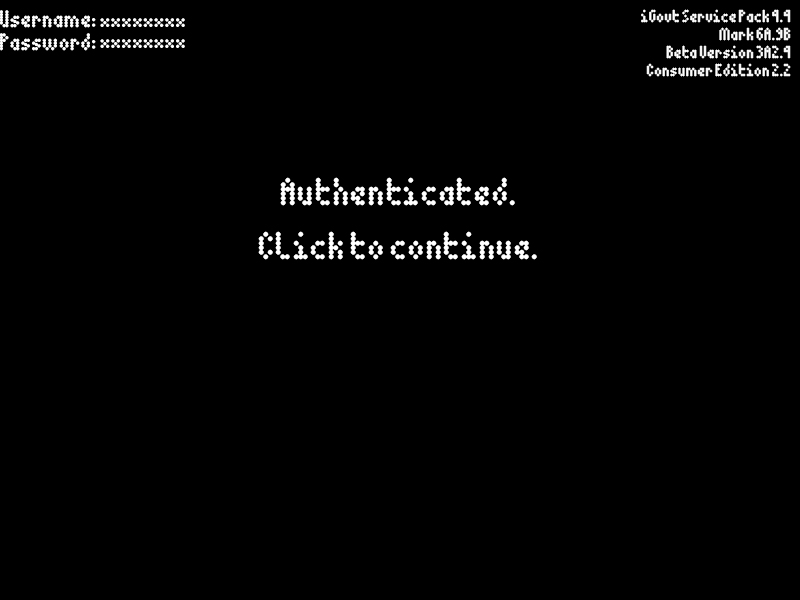 Username: xxxxxxxx
Password: xxxxxxxx
iGovt Service Pack 4.4
Mark 6A.9B
Beta Version 3A2.4
Consumer Edition 2.2
Authenticated.
Click to continue.